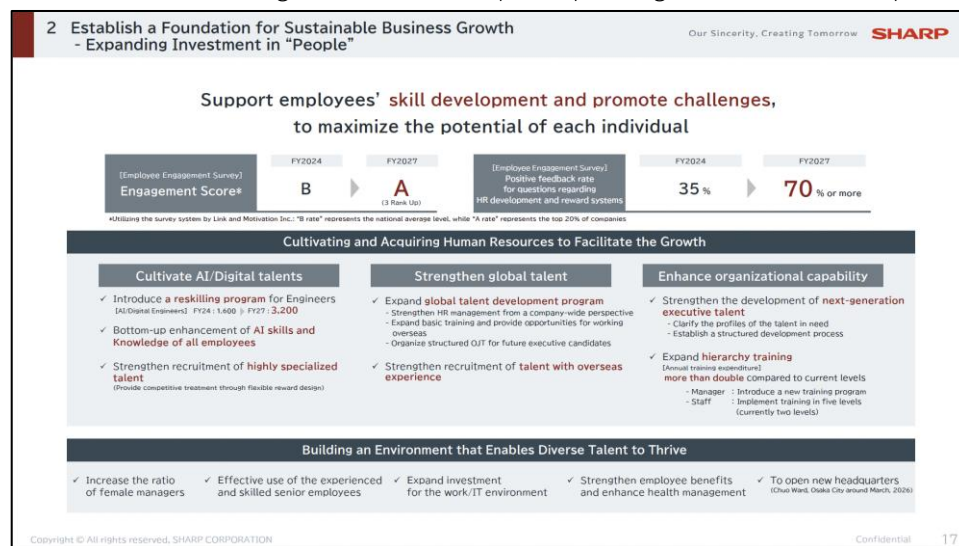 2 Establish a Foundation for Sustainable Business Growth
- Expanding Investment in “People”
Our Sincerity, Creating Tomorrow SHARP
Support employees’ skill development and promote challenges,
to maximize the potential of each individual
[Employee Engagement Survey]
Engagement Score*
FY2024
B
FY2027
A
(3 Rank Up)
[Employee Engagement Survey]
Positive feedback rate
for questions regarding
HR development and reward systems
FY2024
35 %
FY2027
70 % or more
*Utilizing the survey system by Link and Motivation Inc.: “B rate” represents the national average level, while “A rate” represents the top 20% of companies
Cultivating and Acquiring Human Resources to Facilitate the Growth
Cultivate AI/Digital talents
✓ Introduce a reskilling program for Engineers
[AI/Digital Engineers] FY24 : 1,600 》 FY27 : 3,200
✓ Bottom-up enhancement of AI skills and
Knowledge of all employees
✓ Strengthen recruitment of highly specialized
talent
(Provide competitive treatment through flexible reward design)
Strengthen global talent
✓ Expand global talent development program
- Strengthen HR management from a company-wide perspective
- Expand basic training and provide opportunities for working
overseas
- Organize structured OJT for future executive candidates
✓ Strengthen recruitment of talent with overseas
experience
Enhance organizational capability
✓ Strengthen the development of next-generation
executive talent
- Clarify the profiles of the talent in need
- Establish a structured development process
✓ Expand hierarchy training
[Annual training expenditure]
more than double compared to current levels
- Manager : Introduce a new training program
- Staff : Implement training in five levels
(currently two levels)
Building an Environment that Enables Diverse Talent to Thrive
✓ Increase the ratio
of female managers
✓ Effective use of the experienced
and skilled senior employees
✓ Expand investment
for the work/IT environment
✓ Strengthen employee benefits
and enhance health management
✓ To open new headquarters
(Chuo Ward, Osaka City around March, 2026)
Copyright © All rights reserved, SHARP CORPORATION
Confidential 17